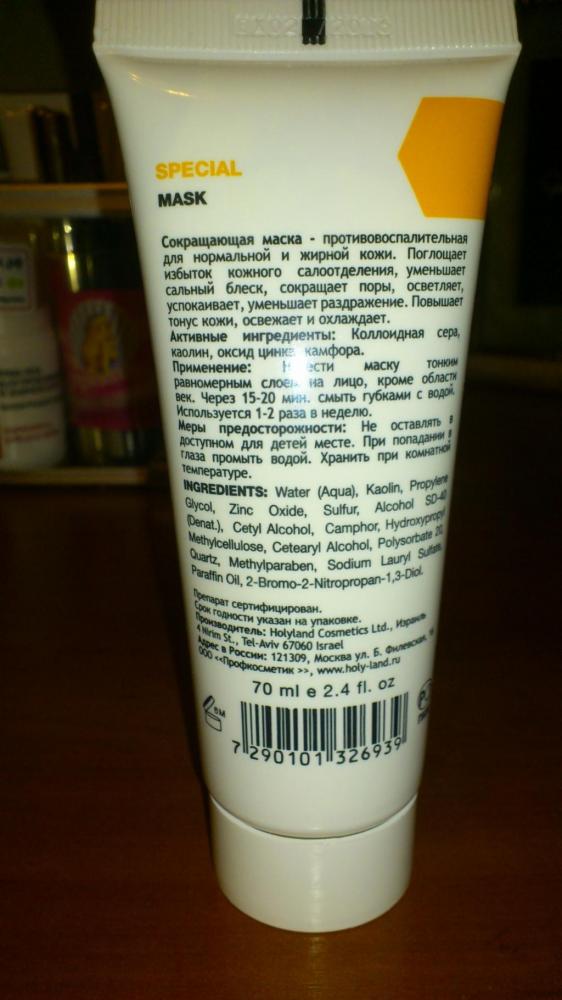 SPECIAL
MASK
Сокращающая маска - противовоспалительная
для нормальной и жирной кожи. Поглощает
избыток кожного салоотделения, уменьшает
сальный блеск, сокращает поры, осветляет,
успокаивает, уменьшает раздражение. Повышает
тонус кожи, освежает и охлаждает.
Активные ингредиенты: Коллоидная сера,
каолин, оксид цинка, камфора.
Применение: маску тонким
равномерным слоем на лицо, кроме области
век. Через 15-20 мин. смыть губками с водой.
Используется 1-2 раза в неделю.
Меры предосторожности: Не оставлять в
доступном для детей месте. При попадании в
глаза промыть водой. Хранить при комнатной
температуре.
INGREDIENTS: Water (Aqua), Kaolin, Propylene
Glycol, Zinc Oxide, Sulfur, Alcohol SD-40
(Denat.), Cetyl Alcohol, Camphor, Hydroxypropyl
Methylcellulose, Cetearyl Alcohol, Polysorbate 20,
Quartz, Methylparaben, Sodium Lauryl Sulfate,
Paraffin Oil, 2-Bromo-2-Nitropropan-1,3-Diol.
Препарат сертифицирован.
Срок годности указан на упаковке.
Производитель: Holyland Cosmetics Ltd., Израиль
4 Nirim St., Tel-Aviv 67060 Israel
Адрес в России: 121309, Москва ул. Б. Филевская,
ООО <<Профкосметик >>, www.holy-land.ru
70 ml e 2.4 fl. oz
6M
7 290101 326939